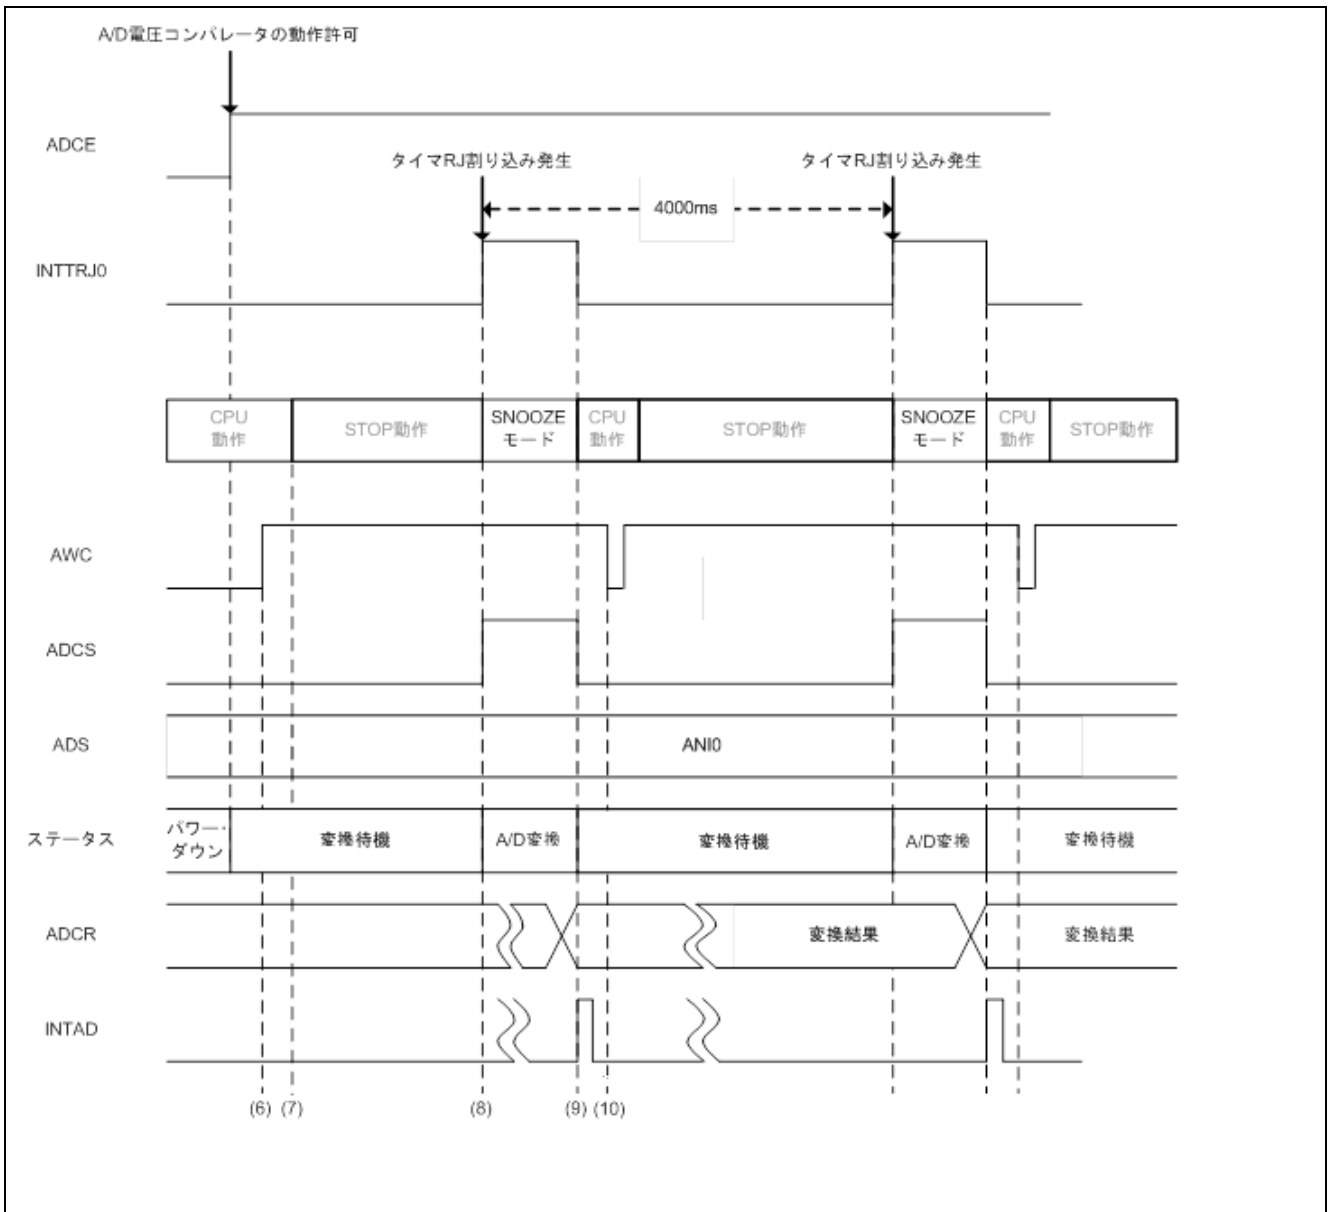 A/D電圧コンパレータの動作許可
ADCE
タイマRJ割り込み発生
タイマRJ割り込み発生
4000ms
INTTRJ0
CPU
動作
STOP動作
SNOOZE
モード
CPU
動作
STOP動作
SNOOZE
モード
CPU
動作
STOP動作
AWC
ADCS
ADS
ANI0
ステータス
パワー・
ダウン
変換待機
A/D変換
変換待機
A/D変換
変換待機
ADCR
変換結果
変換結果
INTAD
(6) (7)
(8)
(9) (10)